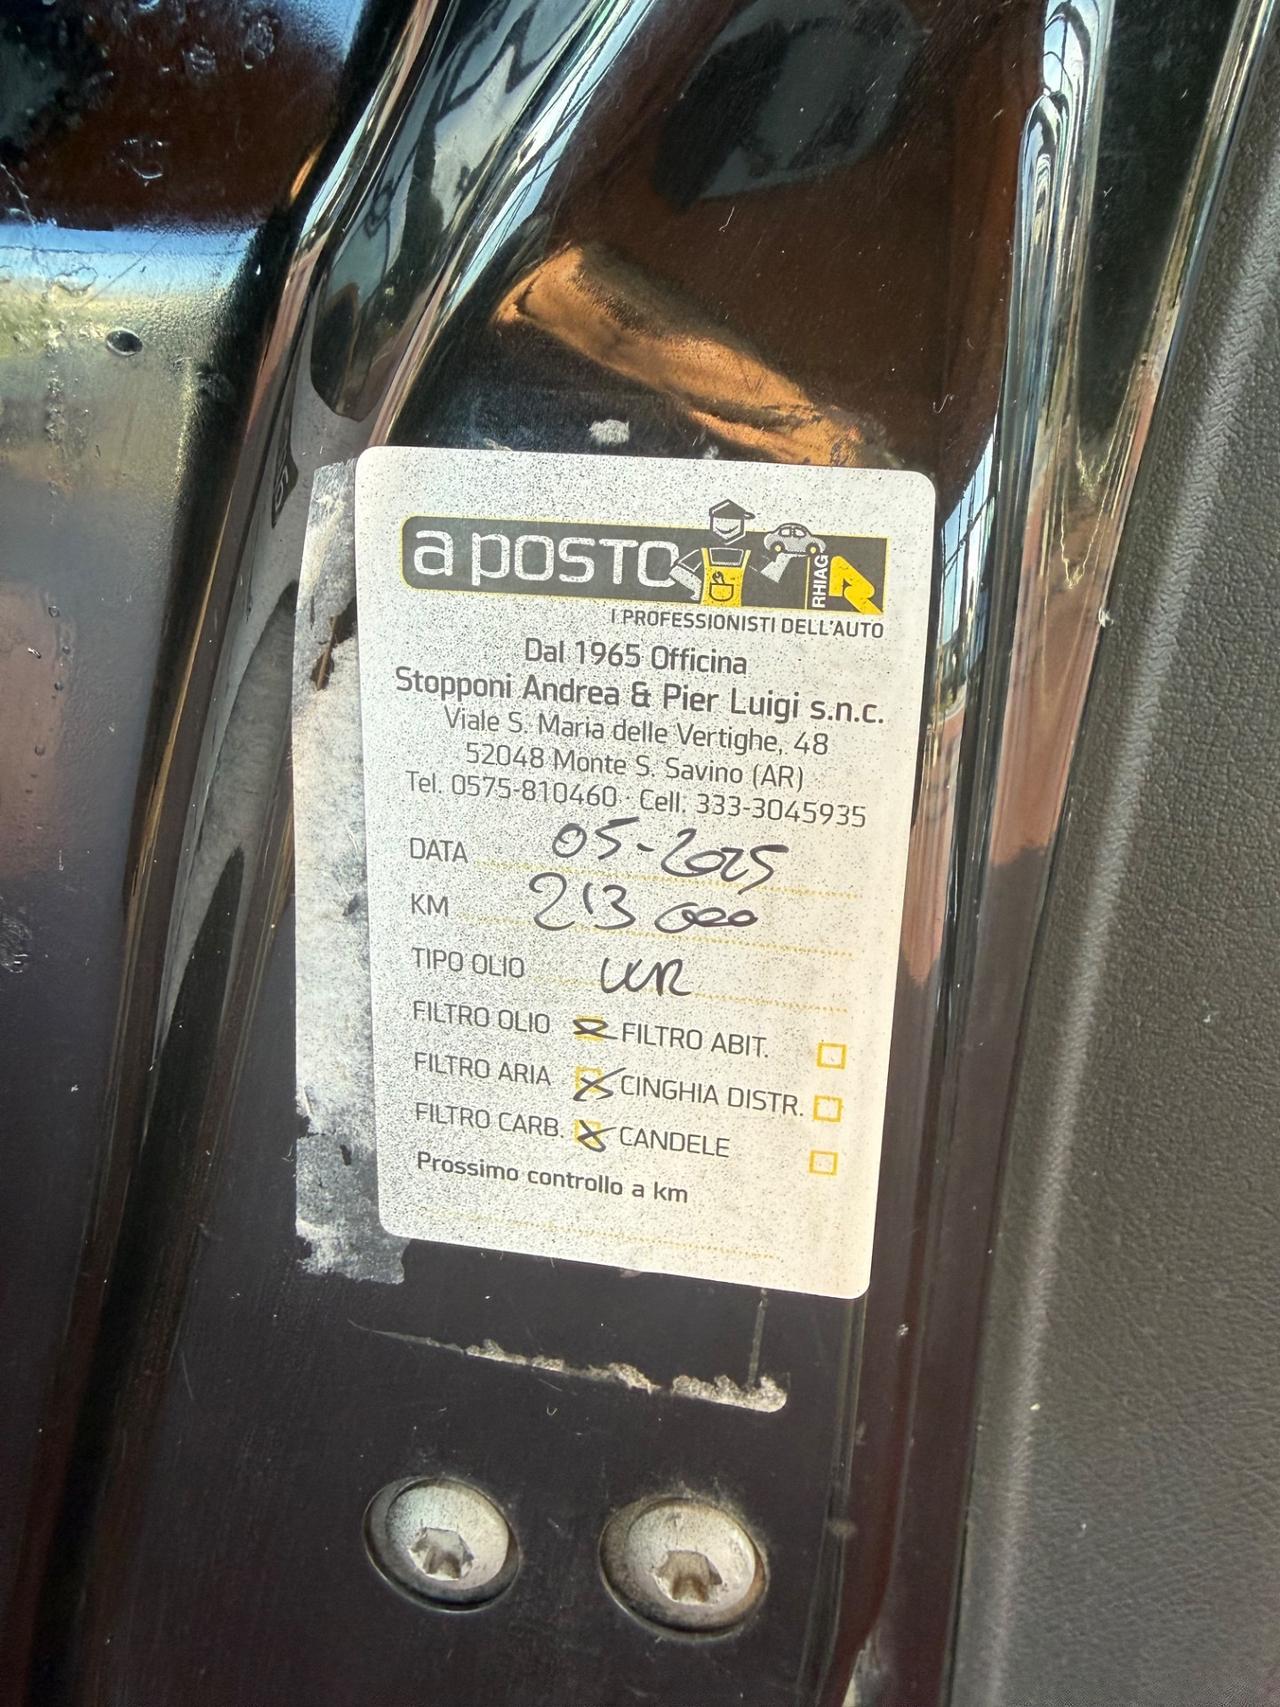 a posto
RHIAG
I PROFESSIONISTI DELL'AUTO
Dal 1965 Officina
Stopponi Andrea & Pier Luigi s.n.c.
Viale S. Maria delle Vertighe, 48
52048 Monte S. Savino (AR)
Tel. 0575-810460 - Cell. 333-3045935
DATA 05-2025
KM 213000
TIPO OLIO
FILTRO OLIO FILTRO ABIT.
FILTRO ARIA CINGHIA DISTR.
FILTRO CARB. CANDELE
Prossimo controllo a km